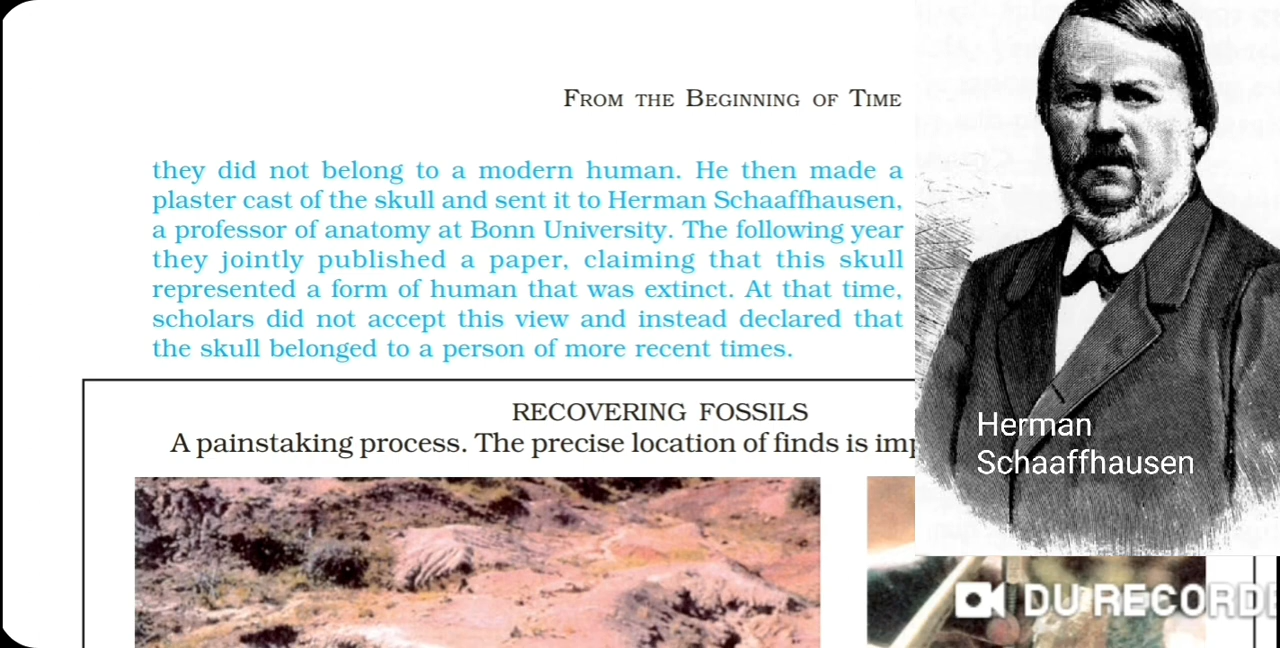 FROM THE BEGINNING OF TIME
they did not belong to a modern human. He then made a
plaster cast of the skull and sent it to Herman Schaaffhausen,
a professor of anatomy at Bonn University. The following year
they jointly published a paper, claiming that this skull
represented a form of human that was extinct. At that time,
scholars did not accept this view and instead declared that
the skull belonged to a person of more recent times.
RECOVERING FOSSILS
A painstaking process. The precise location of finds is
Herman
Schaaffhausen
DU